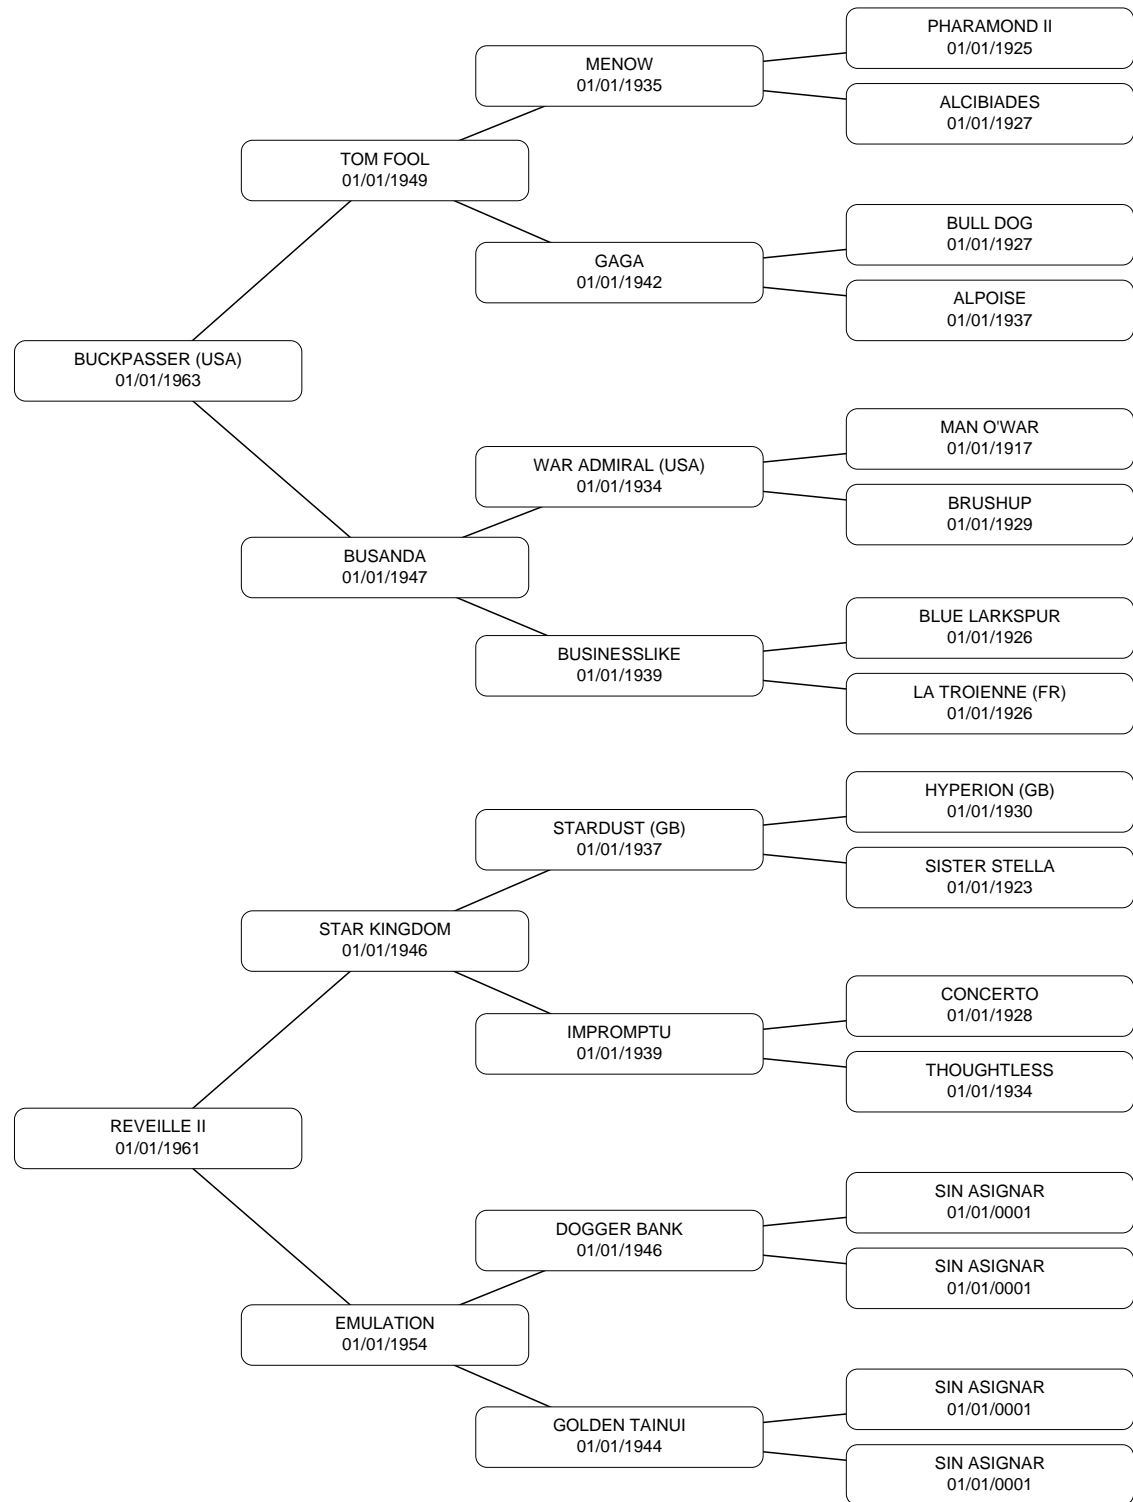 PHARAMOND II
01/01/1925
MENOW
01/01/1935
ALCIBIADES
01/01/1927
TOM FOOL
01/01/1949
BULL DOG
01/01/1927
GAGA
01/01/1942
ALPOISE
01/01/1937
BUCKPASSER (USA)
01/01/1963
MAN O'WAR
01/01/1917
WAR ADMIRAL (USA)
01/01/1934
BRUSHUP
01/01/1929
BUSANDA
01/01/1947
BLUE LARKSPUR
01/01/1926
BUSINESSLIKE
01/01/1939
LA TROIENNE (FR)
01/01/1926
HYPERION (GB)
01/01/1930
STARDUST (GB)
01/01/1937
SISTER STELLA
01/01/1923
STAR KINGDOM
01/01/1946
CONCERTO
01/01/1928
IMPROMPTU
01/01/1939
THOUGHTLESS
01/01/1934
REVEILLE II
01/01/1961
SIN ASIGNAR
01/01/0001
DOGGER BANK
01/01/1946
SIN ASIGNAR
01/01/0001
EMULATION
01/01/1954
SIN ASIGNAR
01/01/0001
GOLDEN TAINUI
01/01/1944
SIN ASIGNAR
01/01/0001